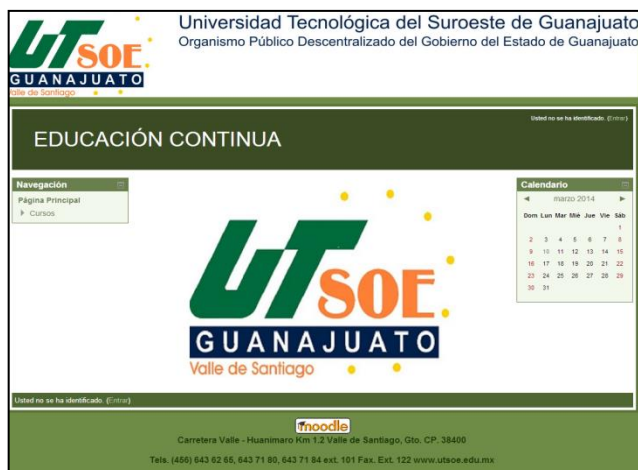 UTSOE
GUANAJUATO
Valle de Santiago
Universidad Tecnológica del Suroeste de Guanajuato
Organismo Público Descentralizado del Gobierno del Estado de Guanajuato
Usted no se ha identificado. (Entrar)
EDUCACIÓN CONTINUA
Navegación
Página Principal
Cursos
UTSOE
GUANAJUATO
Valle de Santiago
Calendario
marzo 2014
Dom Lun Mar Mié Jue Vie Sáb
1
2 3 4 5 6 7 8
9 10 11 12 13 14 15
16 17 18 19 20 21 22
23 24 25 26 27 28 29
30 31
Usted no se ha identificado. (Entrar)
moodle
Carretera Valle - Huanimaro Km 1.2 Valle de Santiago, Gto. CP. 38400
Tels. (456) 643 62 65, 643 71 80, 643 71 84 ext. 101 Fax. Ext. 122 www.utsoe.edu.mx